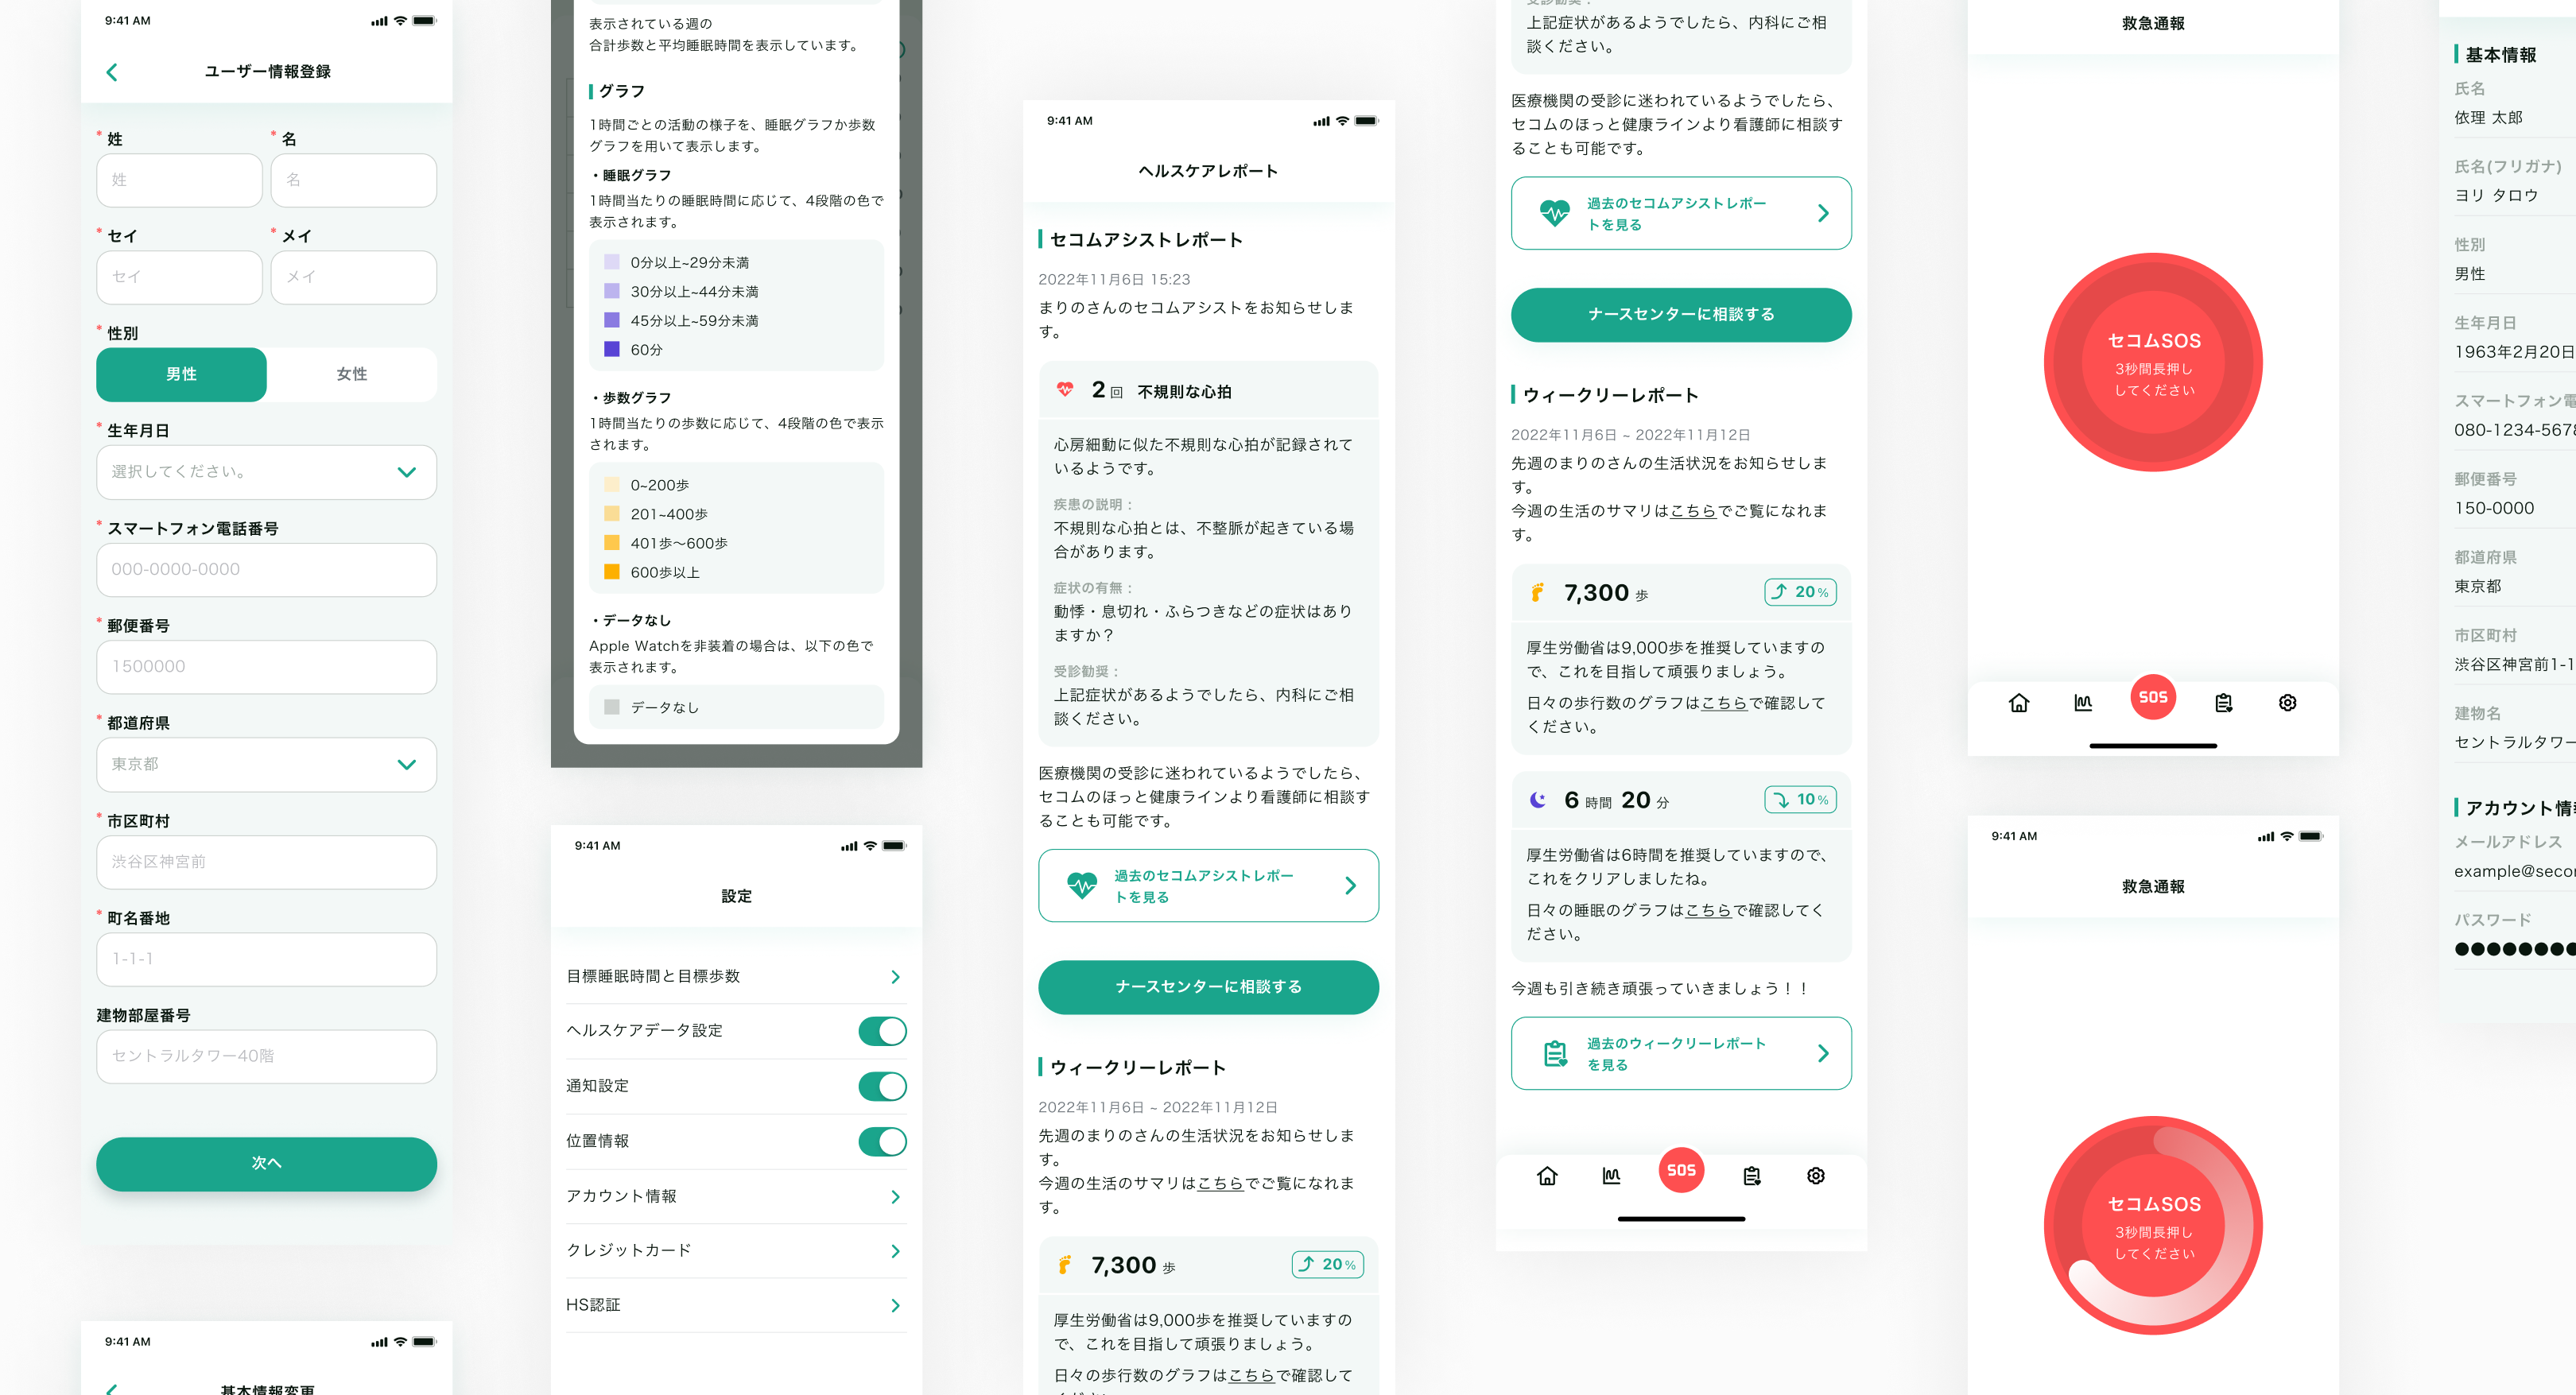 9:41 AM
ユーザー情報登録
* 姓
* 名
姓
名
* セイ
* メイ
セイ
メイ
* 性別
男性
女性
* 生年月日
選択してください。
* スマートフォン電話番号
000-0000-0000
* 郵便番号
1500000
* 都道府県
東京都
* 市区町村
渋谷区神宮前
* 町名番地
1-1-1
建物部屋番号
セントラルタワー40階
次へ
9:41 AM
基本情報変更
表示されている週の
合計歩数と平均睡眠時間を表示しています。
グラフ
1時間ごとの活動の様子を、睡眠グラフか歩数
グラフを用いて表示します。
・睡眠グラフ
1時間当たりの睡眠時間に応じて、4段階の色で
表示されます。
0分以上~29分未満
30分以上~44分未満
45分以上~59分未満
60分
・歩数グラフ
1時間当たりの歩数に応じて、4段階の色で表示
されます。
0~200歩
201~400歩
401歩〜600歩
600歩以上
・データなし
Apple Watchを非装着の場合は、以下の色で
表示されます。
データなし
9:41 AM
設定
目標睡眠時間と目標歩数
ヘルスケアデータ設定
通知設定
位置情報
アカウント情報
クレジットカード
HS認証
9:41 AM
ヘルスケアレポート
セコムアシストレポート
2022年11月6日 15:23
まりのさんのセコムアシストをお知らせしま
す。
2 回 不規則な心拍
心房細動に似た不規則な心拍が記録されて
いるようです。
疾患の説明：
不規則な心拍とは、不整脈が起きている場
合があります。
症状の有無：
動悸・息切れ・ふらつきなどの症状はあり
ますか？
受診勧奨：
上記症状があるようでしたら、内科にご相
談ください。
医療機関の受診に迷われているようでしたら、
セコムのほっと健康ラインより看護師に相談す
ることも可能です。
過去のセコムアシストレポー
トを見る
ナースセンターに相談する
ウィークリーレポート
2022年11月6日 ~ 2022年11月12日
先週のまりのさんの生活状況をお知らせしま
す。
今週の生活のサマリはこちらでご覧になれま
す。
7,300 歩
20%
厚生労働省は9,000歩を推奨していますの
で、これを目指して頑張りましょう。
日々の歩行数のグラフはこちらで確認して
受診勧奨：
上記症状があるようでしたら、内科にご相
談ください。
医療機関の受診に迷われているようでしたら、
セコムのほっと健康ラインより看護師に相談す
ることも可能です。
過去のセコムアシストレポー
トを見る
ナースセンターに相談する
ウィークリーレポート
2022年11月6日 ~ 2022年11月12日
先週のまりのさんの生活状況をお知らせしま
す。
今週の生活のサマリはこちらでご覧になれま
す。
7,300 歩
20%
厚生労働省は9,000歩を推奨していますの
で、これを目指して頑張りましょう。
日々の歩行数のグラフはこちらで確認して
ください。
6 時間 20 分
10%
厚生労働省は6時間を推奨していますので、
これをクリアしましたね。
日々の睡眠のグラフはこちらで確認してく
ださい。
今週も引き続き頑張っていきましょう！！
過去のウィークリーレポート
を見る
SOS
救急通報
セコムSOS
3秒間長押し
してください
SOS
9:41 AM
救急通報
セコムSOS
3秒間長押し
してください
基本情報
氏名
依理 太郎
氏名(フリガナ)
ヨリ タロウ
性別
男性
生年月日
1963年2月20日
スマートフォン電
080-1234-5678
郵便番号
150-0000
都道府県
東京都
市区町村
渋谷区神宮前1-1
建物名
セントラルタワー
アカウント情報
メールアドレス
example@seco
パスワード